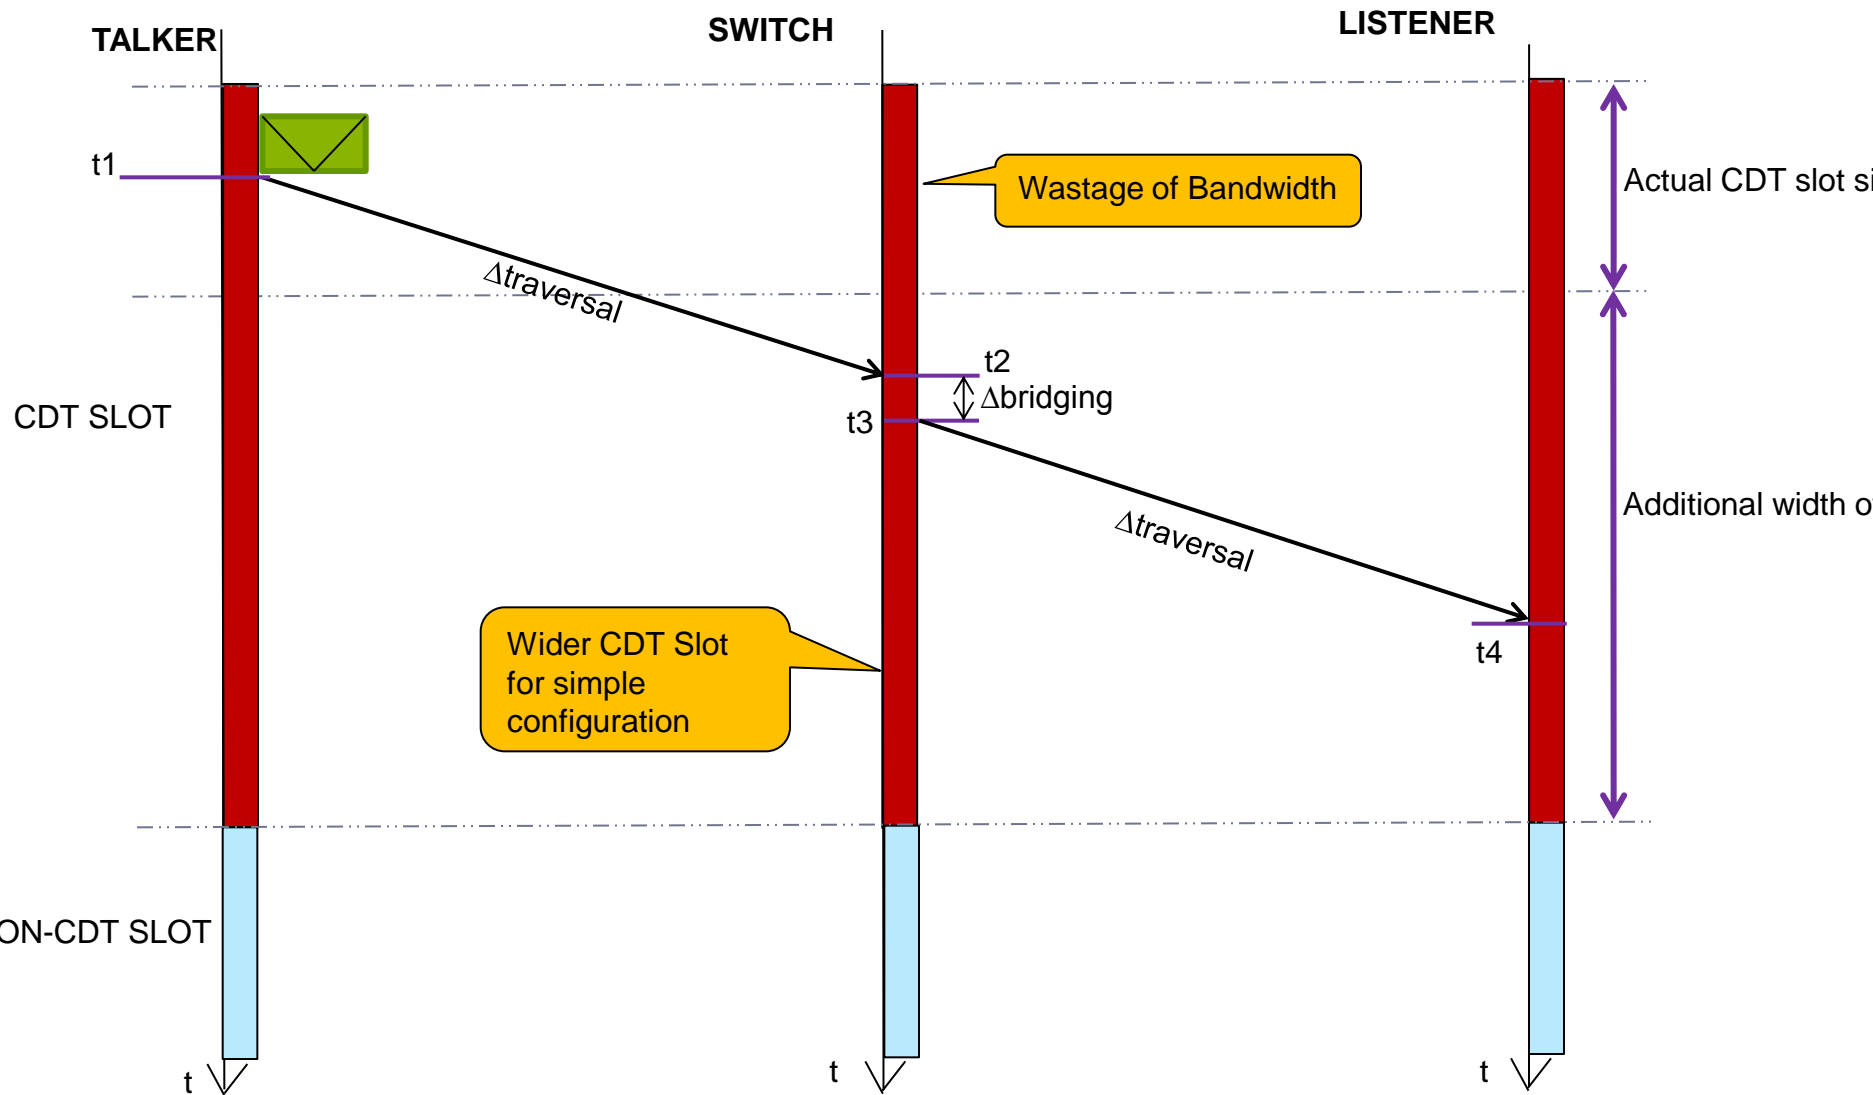 TALKER
SWITCH
LISTENER
t1
Wastage of Bandwidth
Actual CDT slot si
Δtraversal
t2
Δbridging
t3
CDT SLOT
Additional width o
Δtraversal
Wider CDT Slot
for simple
configuration
t4
ON-CDT SLOT
t
t
t